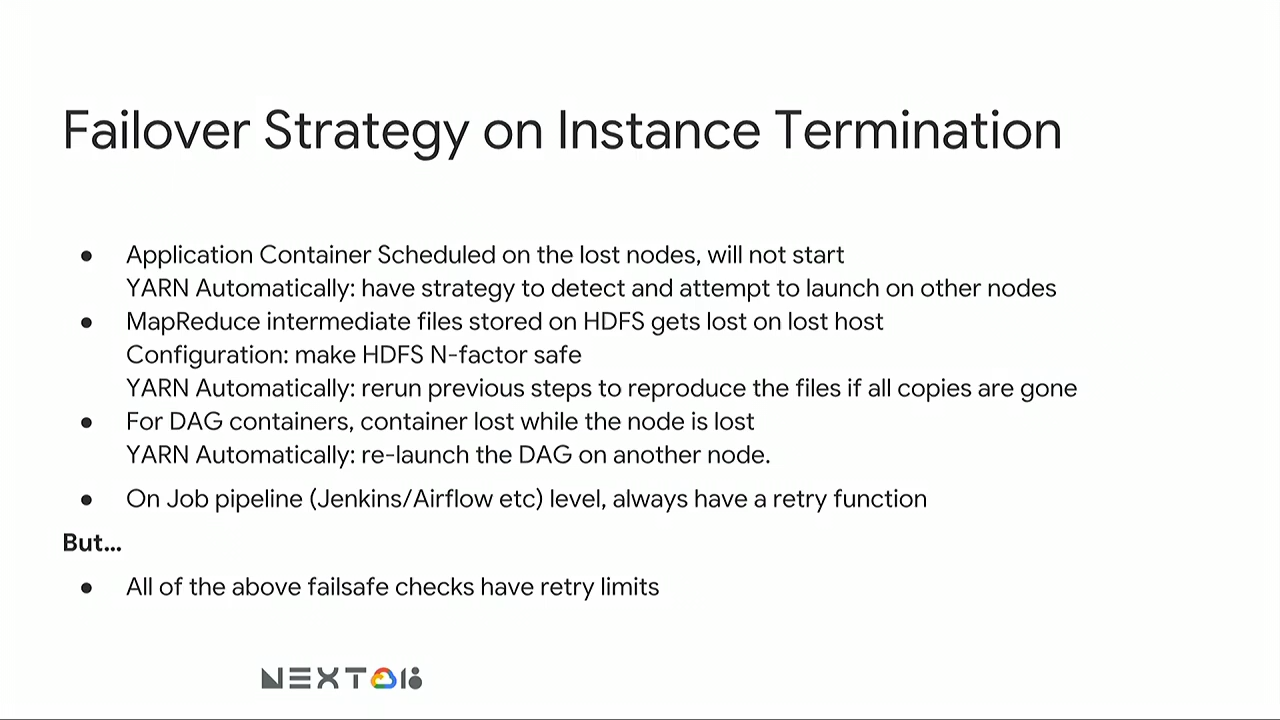 Failover Strategy on Instance Termination
● Application Container Scheduled on the lost nodes, will not start
YARN Automatically: have strategy to detect and attempt to launch on other nodes
● MapReduce intermediate files stored on HDFS gets lost on lost host
Configuration: make HDFS N-factor safe
YARN Automatically: rerun previous steps to reproduce the files if all copies are gone
● For DAG containers, container lost while the node is lost
YARN Automatically: re-launch the DAG on another node.
● On Job pipeline (Jenkins/Airflow etc) level, always have a retry function
But...
● All of the above failsafe checks have retry limits
NEXT 18